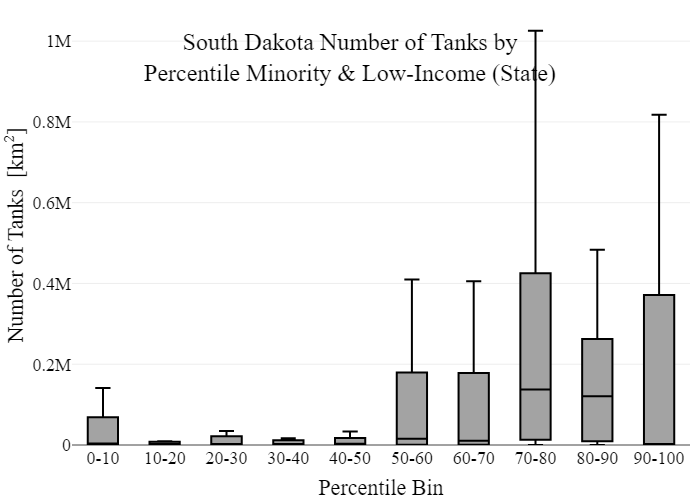 South Dakota Number of Tanks by
Percentile Minority & Low-Income (State)
Number of Tanks [km²]
1M
0.8M
0.6M
0.4M
0.2M
0
0-10 10-20 20-30 30-40 40-50 50-60 60-70 70-80 80-90 90-100
Percentile Bin